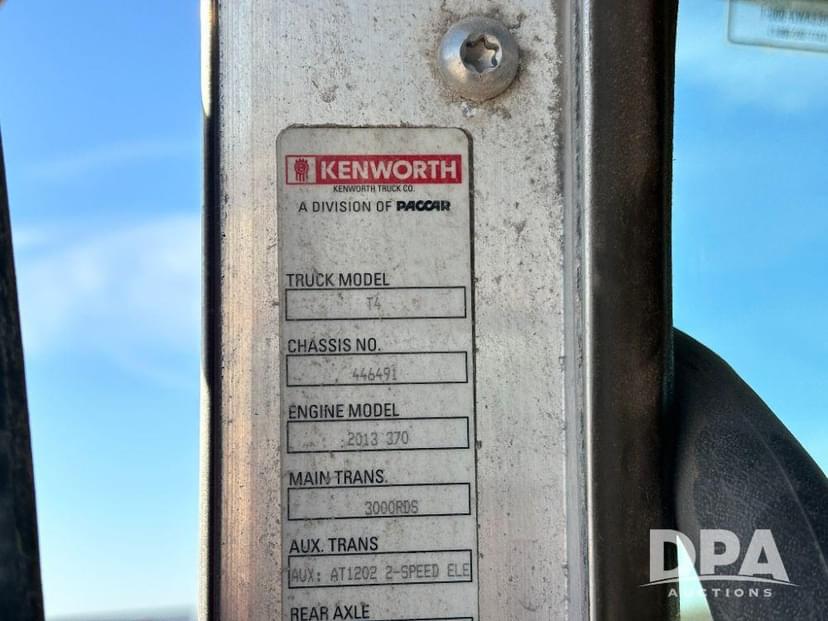 KENWORTH
KENWORTH TRUCK CO.
A DIVISION OF PACCAR
TRUCK MODEL
T4
CHASSIS NO.
446491
ENGINE MODEL
2013 370
MAIN TRANS.
3000RDS
AUX. TRANS
AUX: AT1202 2-SPEED ELE
REAR AXLE
DPA
AUCTIONS